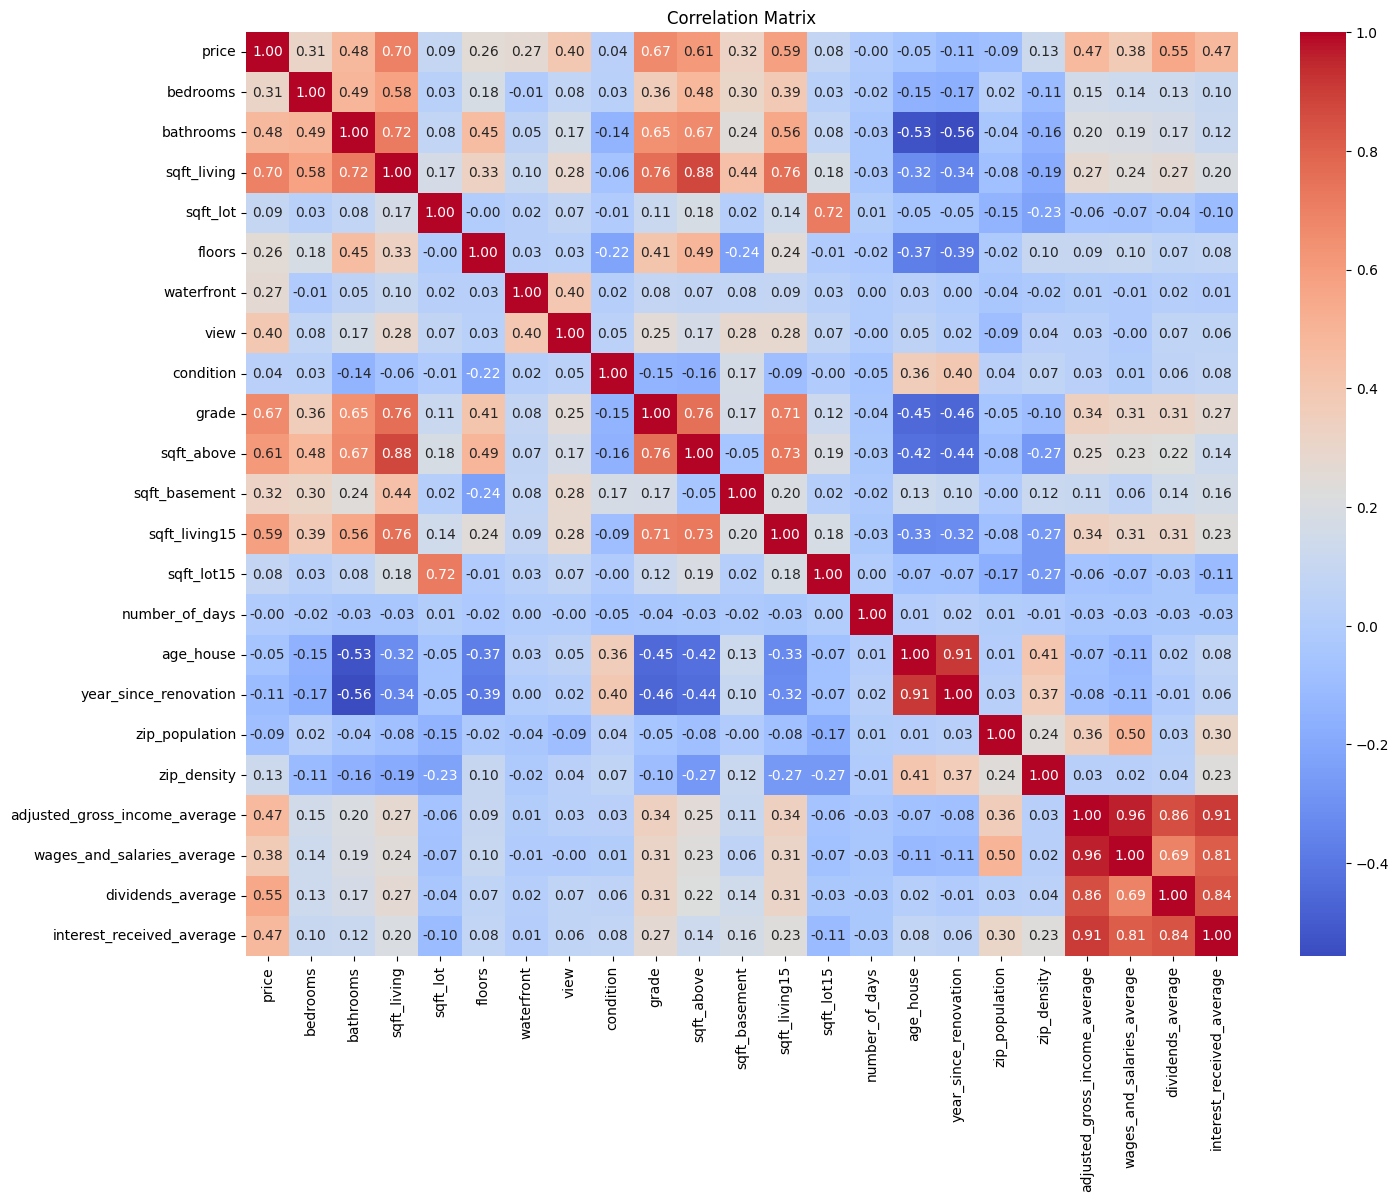 Correlation Matrix
price 1.00 0.31 0.48 0.70 0.09 0.26 0.27 0.40 0.04 0.67 0.61 0.32 0.59 0.08 -0.00 -0.05 -0.11 -0.09 0.13 0.47 0.38 0.55 0.47
bedrooms 0.31 1.00 0.49 0.58 0.03 0.18 -0.01 0.08 0.03 0.36 0.48 0.30 0.39 0.03 -0.02 -0.15 -0.17 0.02 -0.11 0.15 0.14 0.13 0.10
bathrooms 0.48 0.49 1.00 0.72 0.08 0.45 0.05 0.17 -0.14 0.65 0.67 0.24 0.56 0.08 -0.03 -0.53 -0.56 -0.04 -0.16 0.20 0.19 0.17 0.12
sqft_living 0.70 0.58 0.72 1.00 0.17 0.33 0.10 0.28 -0.06 0.76 0.88 0.44 0.76 0.18 -0.03 -0.32 -0.34 -0.08 -0.19 0.27 0.24 0.27 0.20
sqft_lot 0.09 0.03 0.08 0.17 1.00 -0.00 0.02 0.07 -0.01 0.11 0.18 0.02 0.14 0.72 0.01 -0.05 -0.05 -0.15 -0.23 -0.06 -0.07 -0.04 -0.10
floors 0.26 0.18 0.45 0.33 -0.00 1.00 0.03 0.03 -0.22 0.41 0.49 -0.24 0.24 -0.01 -0.02 -0.37 -0.39 -0.02 0.10 0.09 0.10 0.07 0.08
waterfront 0.27 -0.01 0.05 0.10 0.02 0.03 1.00 0.40 0.02 0.08 0.07 0.08 0.09 0.03 0.00 0.03 0.00 -0.04 -0.02 0.01 -0.01 0.02 0.01
view 0.40 0.08 0.17 0.28 0.07 0.03 0.40 1.00 0.05 0.25 0.17 0.28 0.28 0.07 -0.00 0.05 0.02 -0.09 0.04 0.03 -0.00 0.07 0.06
condition 0.04 0.03 -0.14 -0.06 -0.01 -0.22 0.02 0.05 1.00 -0.15 -0.16 0.17 -0.09 -0.00 -0.05 0.36 0.40 0.04 0.07 0.03 0.01 0.06 0.08
grade 0.67 0.36 0.65 0.76 0.11 0.41 0.08 0.25 -0.15 1.00 0.76 0.17 0.71 0.12 -0.04 -0.45 -0.46 -0.05 -0.10 0.34 0.31 0.31 0.27
sqft_above 0.61 0.48 0.67 0.88 0.18 0.49 0.07 0.17 -0.16 0.76 1.00 -0.05 0.73 0.19 -0.03 -0.42 -0.44 -0.08 -0.27 0.25 0.23 0.22 0.14
sqft_basement 0.32 0.30 0.24 0.44 0.02 -0.24 0.08 0.28 0.17 0.17 -0.05 1.00 0.20 0.02 -0.02 0.13 0.10 -0.00 0.12 0.11 0.06 0.14 0.16
sqft_living15 0.59 0.39 0.56 0.76 0.14 0.24 0.09 0.28 -0.09 0.71 0.73 0.20 1.00 0.18 -0.03 -0.33 -0.32 -0.08 -0.27 0.34 0.31 0.31 0.23
sqft_lot15 0.08 0.03 0.08 0.18 0.72 -0.01 0.03 0.07 -0.00 0.12 0.19 0.02 0.18 1.00 0.00 -0.07 -0.07 -0.17 -0.27 -0.06 -0.07 -0.03 -0.11
number_of_days -0.00 -0.02 -0.03 -0.03 0.01 -0.02 0.00 -0.00 -0.05 -0.04 -0.03 -0.02 -0.03 0.00 1.00 0.01 0.02 0.01 -0.01 -0.03 -0.03 -0.03 -0.03
age_house -0.05 -0.15 -0.53 -0.32 -0.05 -0.37 0.03 0.05 0.36 -0.45 -0.42 0.13 -0.33 -0.07 0.01 1.00 0.91 0.01 0.41 -0.07 -0.11 0.02 0.08
year_since_renovation -0.11 -0.17 -0.56 -0.34 -0.05 -0.39 0.00 0.02 0.40 -0.46 -0.44 0.10 -0.32 -0.07 0.02 0.91 1.00 0.03 0.37 -0.08 -0.11 -0.01 0.06
zip_population -0.09 0.02 -0.04 -0.08 -0.15 -0.02 -0.04 -0.09 0.04 -0.05 -0.08 -0.00 -0.08 -0.17 0.01 0.01 0.03 1.00 0.24 0.36 0.50 0.03 0.30
zip_density 0.13 -0.11 -0.16 -0.19 -0.23 0.10 -0.02 0.04 0.07 -0.10 -0.27 0.12 -0.27 -0.27 -0.01 0.41 0.37 0.24 1.00 0.03 0.02 0.04 0.23
adjusted_gross_income_average 0.47 0.15 0.20 0.27 -0.06 0.09 0.01 0.03 0.03 0.34 0.25 0.11 0.34 -0.06 -0.03 -0.07 -0.08 0.36 0.03 1.00 0.96 0.86 0.91
wages_and_salaries_average 0.38 0.14 0.19 0.24 -0.07 0.10 -0.01 -0.00 0.01 0.31 0.23 0.06 0.31 -0.07 -0.03 -0.11 -0.11 0.50 0.02 0.96 1.00 0.69 0.81
dividends_average 0.55 0.13 0.17 0.27 -0.04 0.07 0.02 0.07 0.06 0.31 0.22 0.14 0.31 -0.03 -0.03 0.02 -0.01 0.03 0.04 0.86 0.69 1.00 0.84
interest_received_average 0.47 0.10 0.12 0.20 -0.10 0.08 0.01 0.06 0.08 0.27 0.14 0.16 0.23 -0.11 -0.03 0.08 0.06 0.30 0.23 0.91 0.81 0.84 1.00
price
bedrooms
bathrooms
sqft_living
sqft_lot
floors
waterfront
view
condition
grade
sqft_above
sqft_basement
sqft_living15
sqft_lot15
number_of_days
age_house
year_since_renovation
zip_population
zip_density
adjusted_gross_income_average
wages_and_salaries_average
dividends_average
interest_received_average
1.0
0.8
0.6
0.4
0.2
0.0
−0.2
−0.4